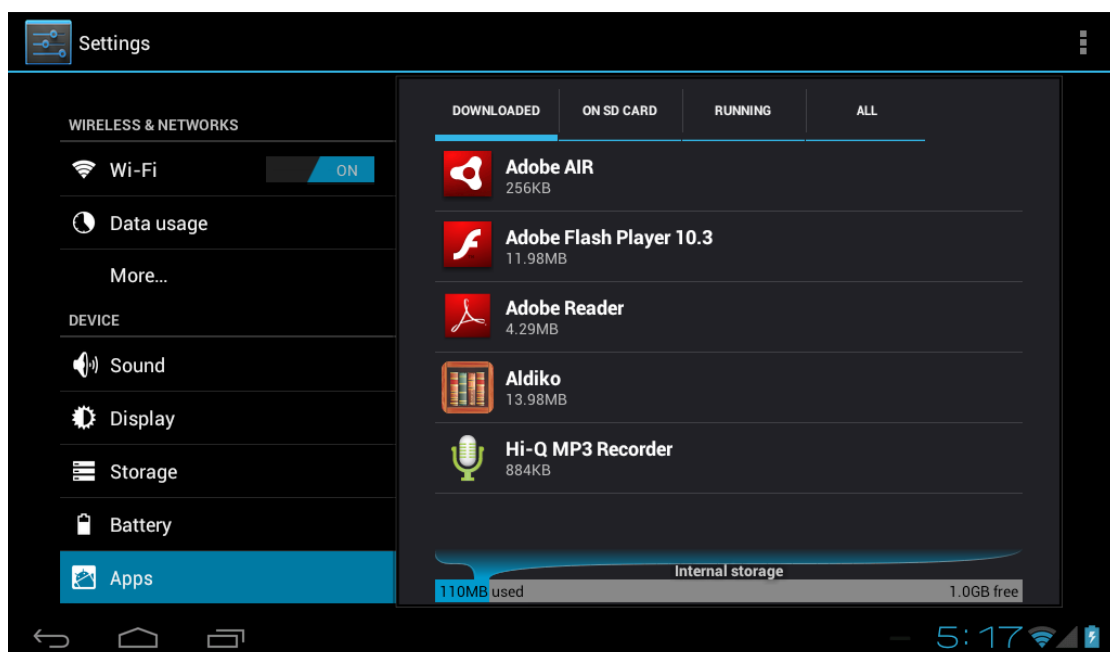 Settings
WIRELESS & NETWORKS
Wi-Fi ON
Data usage
More...
DEVICE
Sound
Display
Storage
Battery
Apps
DOWNLOADED ON SD CARD RUNNING ALL
Adobe AIR
256KB
Adobe Flash Player 10.3
11.98MB
Adobe Reader
4.29MB
Aldiko
13.98MB
Hi-Q MP3 Recorder
884KB
Internal storage
110MB used 1.0GB free
5:17